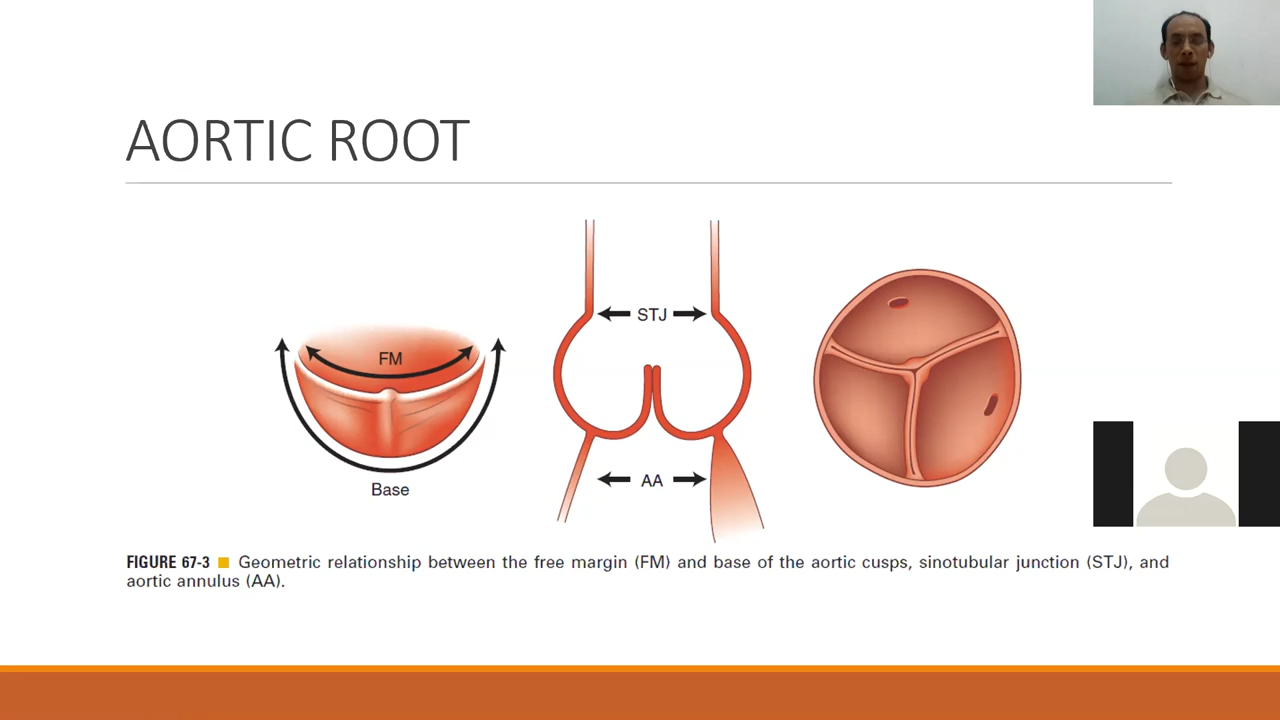 AORTIC ROOT
FM
Base
STJ
AA
FIGURE 67-3 Geometric relationship between the free margin (FM) and base of the aortic cusps, sinotubular junction (STJ), and
aortic annulus (AA).